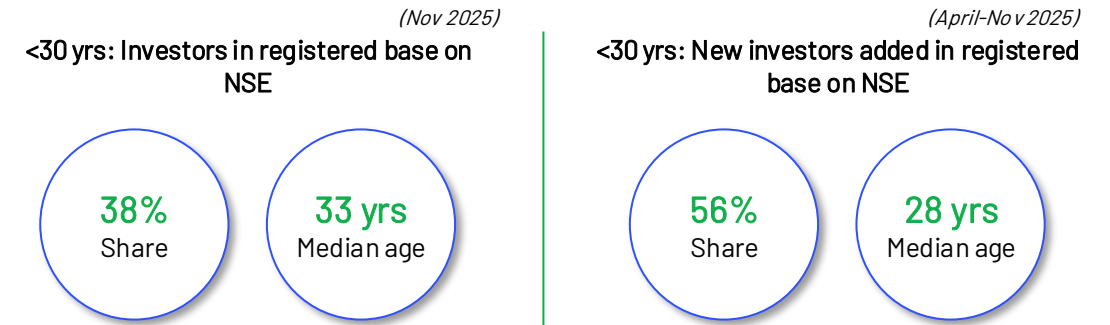 (Nov 2025)
<30 yrs: Investors in registered base on
NSE
38%
Share
33 yrs
Median age
(April-Nov 2025)
<30 yrs: New investors added in registered
base on NSE
56%
Share
28 yrs
Median age